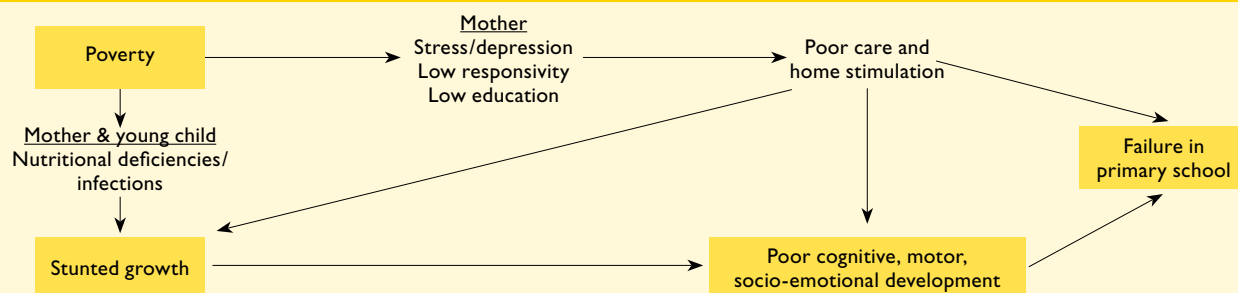 Poverty
Mother
Stress/depression
Low responsivity
Low education
Poor care and
home stimulation
Mother & young child
Nutritional deficiencies/
infections
Failure in
primary school
Stunted growth
Poor cognitive, motor,
socio-emotional development